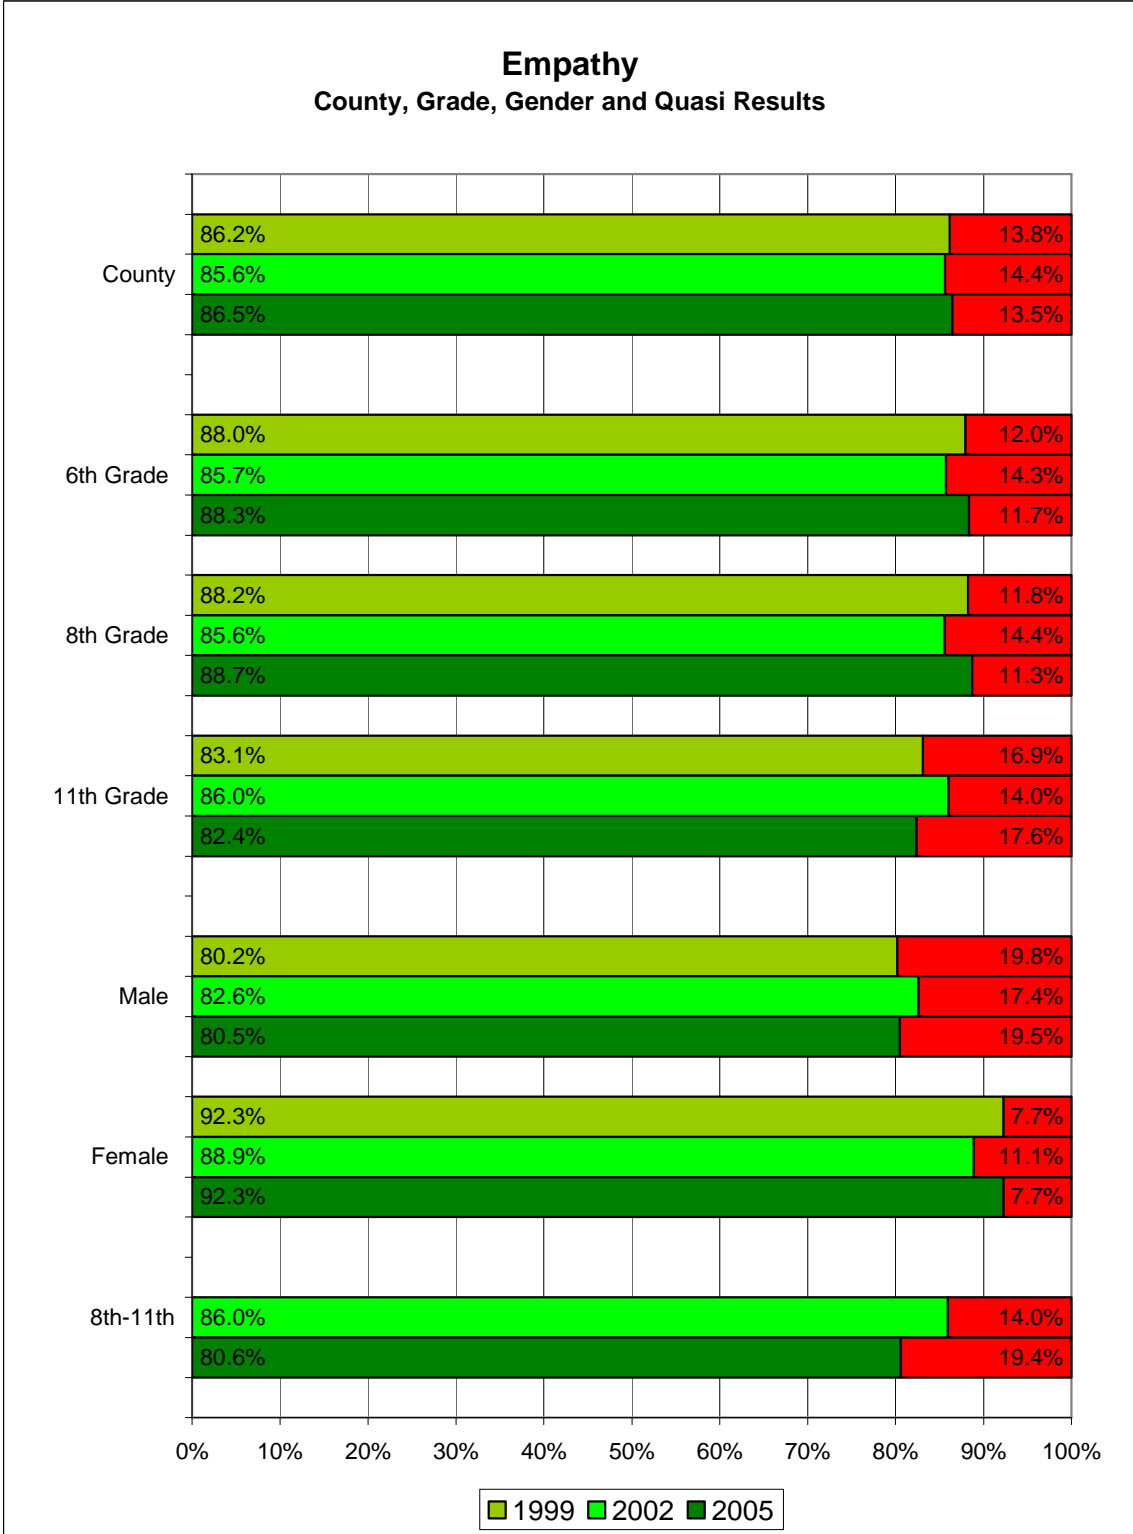 Empathy
County, Grade, Gender and Quasi Results
86.2% 13.8%
County 85.6% 14.4%
86.5% 13.5%
88.0% 12.0%
6th Grade 85.7% 14.3%
88.3% 11.7%
88.2% 11.8%
8th Grade 85.6% 14.4%
88.7% 11.3%
83.1% 16.9%
11th Grade 86.0% 14.0%
82.4% 17.6%
80.2% 19.8%
Male 82.6% 17.4%
80.5% 19.5%
92.3% 7.7%
Female 88.9% 11.1%
92.3% 7.7%
8th-11th 86.0% 14.0%
80.6% 19.4%
0% 10% 20% 30% 40% 50% 60% 70% 80% 90% 100%
1999 2002 2005